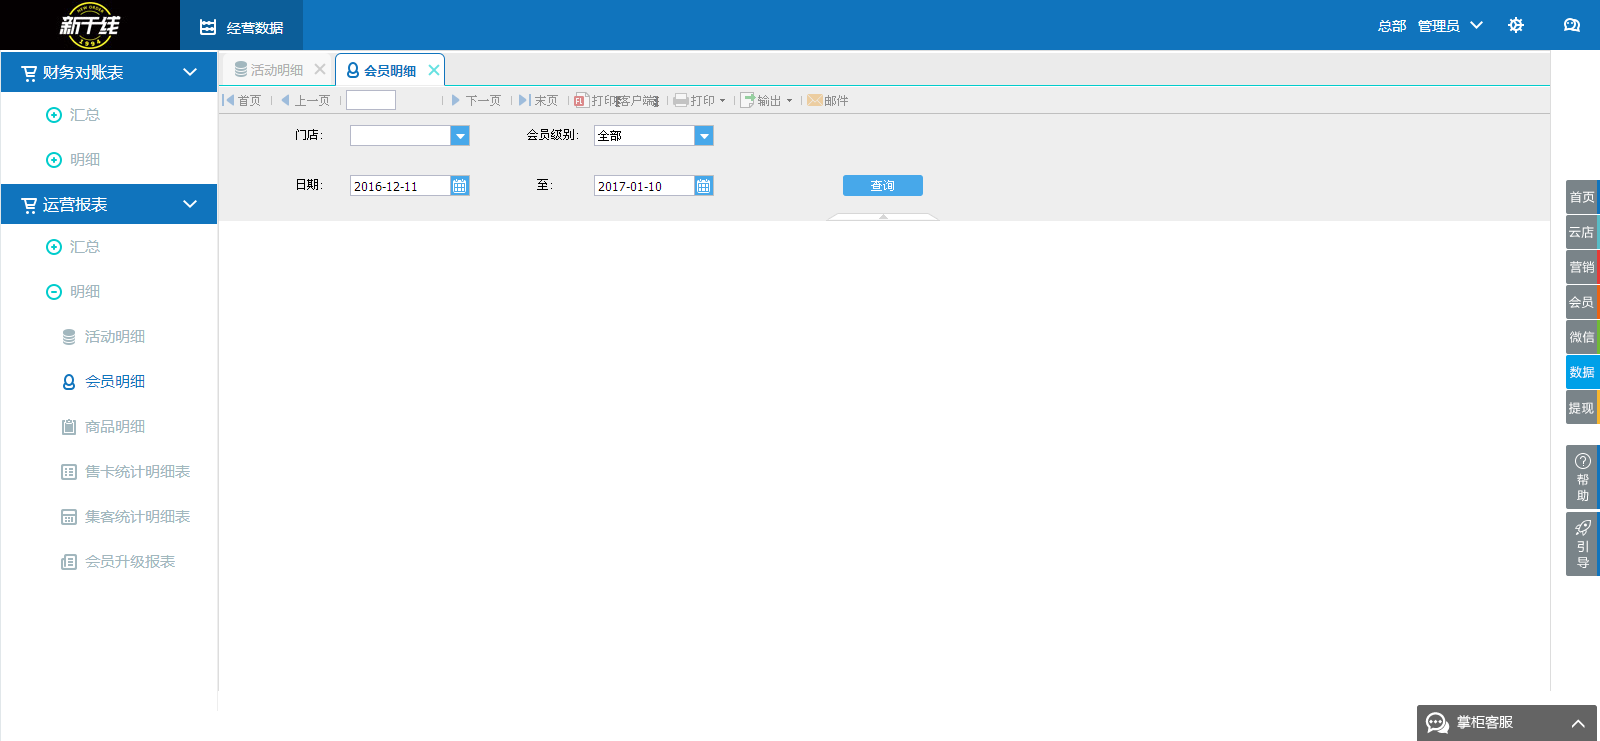 NEW ORDER
新干线
1994
经营数据
总部 管理员
财务对账表
汇总
明细
运营报表
汇总
明细
活动明细
会员明细
商品明细
售卡统计明细表
集客统计明细表
会员升级报表
活动明细 会员明细
首页 上一页 下一页 末页 打印[客户端] 打印 输出 邮件
门店: 会员级别: 全部
日期: 2016-12-11 至: 2017-01-10 查询
首页
云店
营销
会员
微信
数据
提现
帮助
引导
掌柜客服